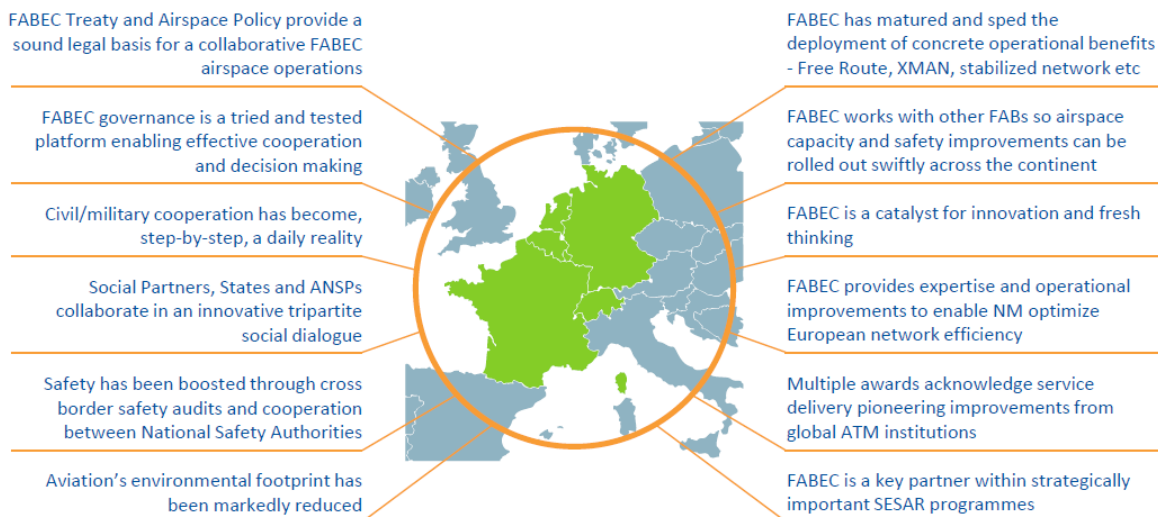 FABEC Treaty and Airspace Policy provide a
sound legal basis for a collaborative FABEC
airspace operations
FABEC governance is a tried and tested
platform enabling effective cooperation
and decision making
Civil/military cooperation has become,
step-by-step, a daily reality
Social Partners, States and ANSPs
collaborate in an innovative tripartite
social dialogue
Safety has been boosted through cross
border safety audits and cooperation
between National Safety Authorities
Aviation's environmental footprint has
been markedly reduced
FABEC has matured and sped the
deployment of concrete operational benefits
- Free Route, XMAN, stabilized network etc
FABEC works with other FABs so airspace
capacity and safety improvements can be
rolled out swiftly across the continent
FABEC is a catalyst for innovation and fresh
thinking
FABEC provides expertise and operational
improvements to enable NM optimize
European network efficiency
Multiple awards acknowledge service
delivery pioneering improvements from
global ATM institutions
FABEC is a key partner within strategically
important SESAR programmes